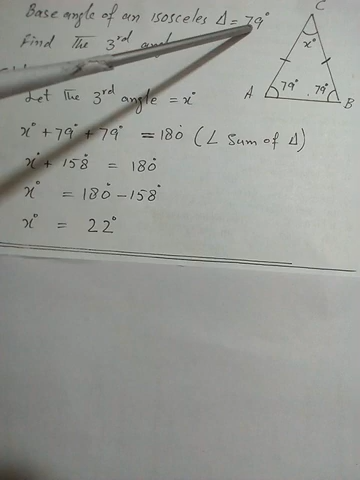 Base angle of an isosceles Δ = 79°
Find The 3rd
Let The 3rd angle = x°
x° + 79° + 79° = 180° (∠ Sum of Δ)
x° + 158° = 180°
x° = 180° - 158°
x° = 22°
C
x°
A 79° 79° B